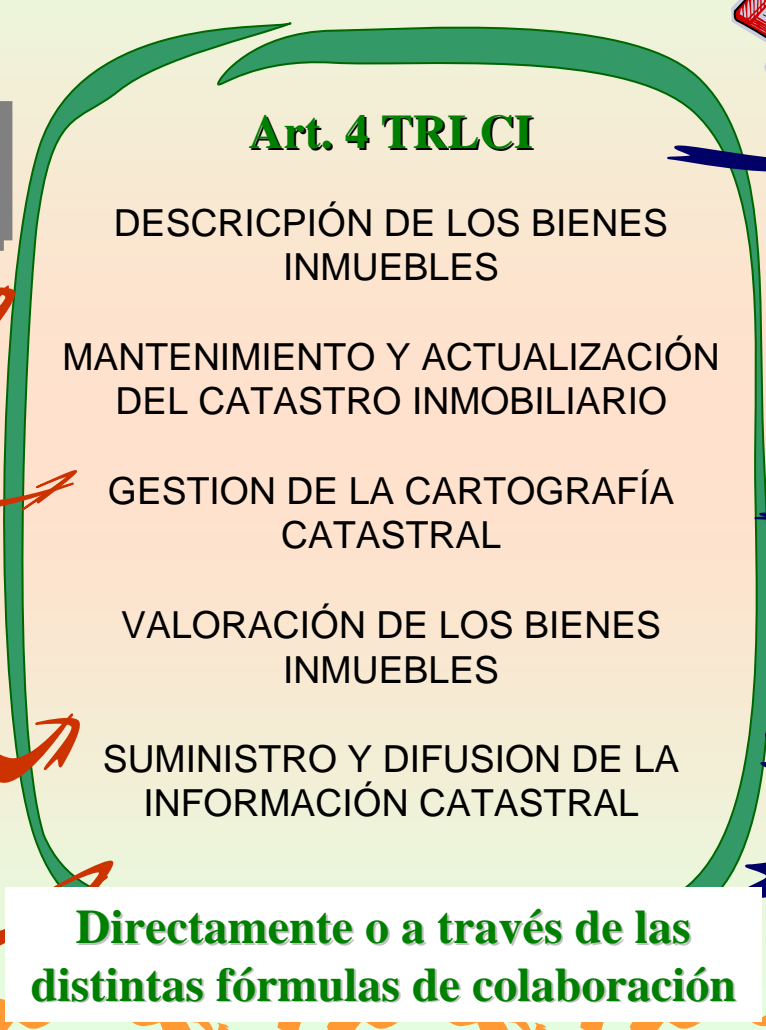 Art. 4 TRLCI
DESCRICPIÓN DE LOS BIENES
INMUEBLES
MANTENIMIENTO Y ACTUALIZACIÓN
DEL CATASTRO INMOBILIARIO
GESTION DE LA CARTOGRAFÍA
CATASTRAL
VALORACIÓN DE LOS BIENES
INMUEBLES
SUMINISTRO Y DIFUSION DE LA
INFORMACIÓN CATASTRAL
Directamente o a través de las
distintas fórmulas de colaboración